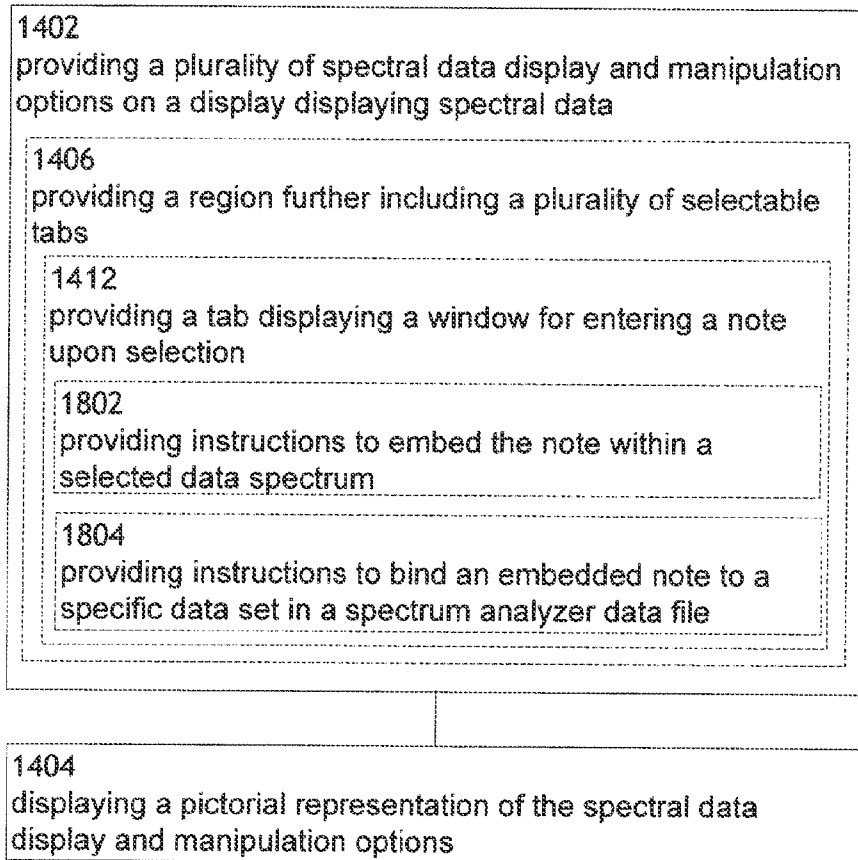 1402
providing a plurality of spectral data display and manipulation
options on a display displaying spectral data
1406
providing a region further including a plurality of selectable
tabs
1412
providing a tab displaying a window for entering a note
upon selection
1802
providing instructions to embed the note within a
selected data spectrum
1804
providing instructions to bind an embedded note to a
specific data set in a spectrum analyzer data file
1404
displaying a pictorial representation of the spectral data
display and manipulation options